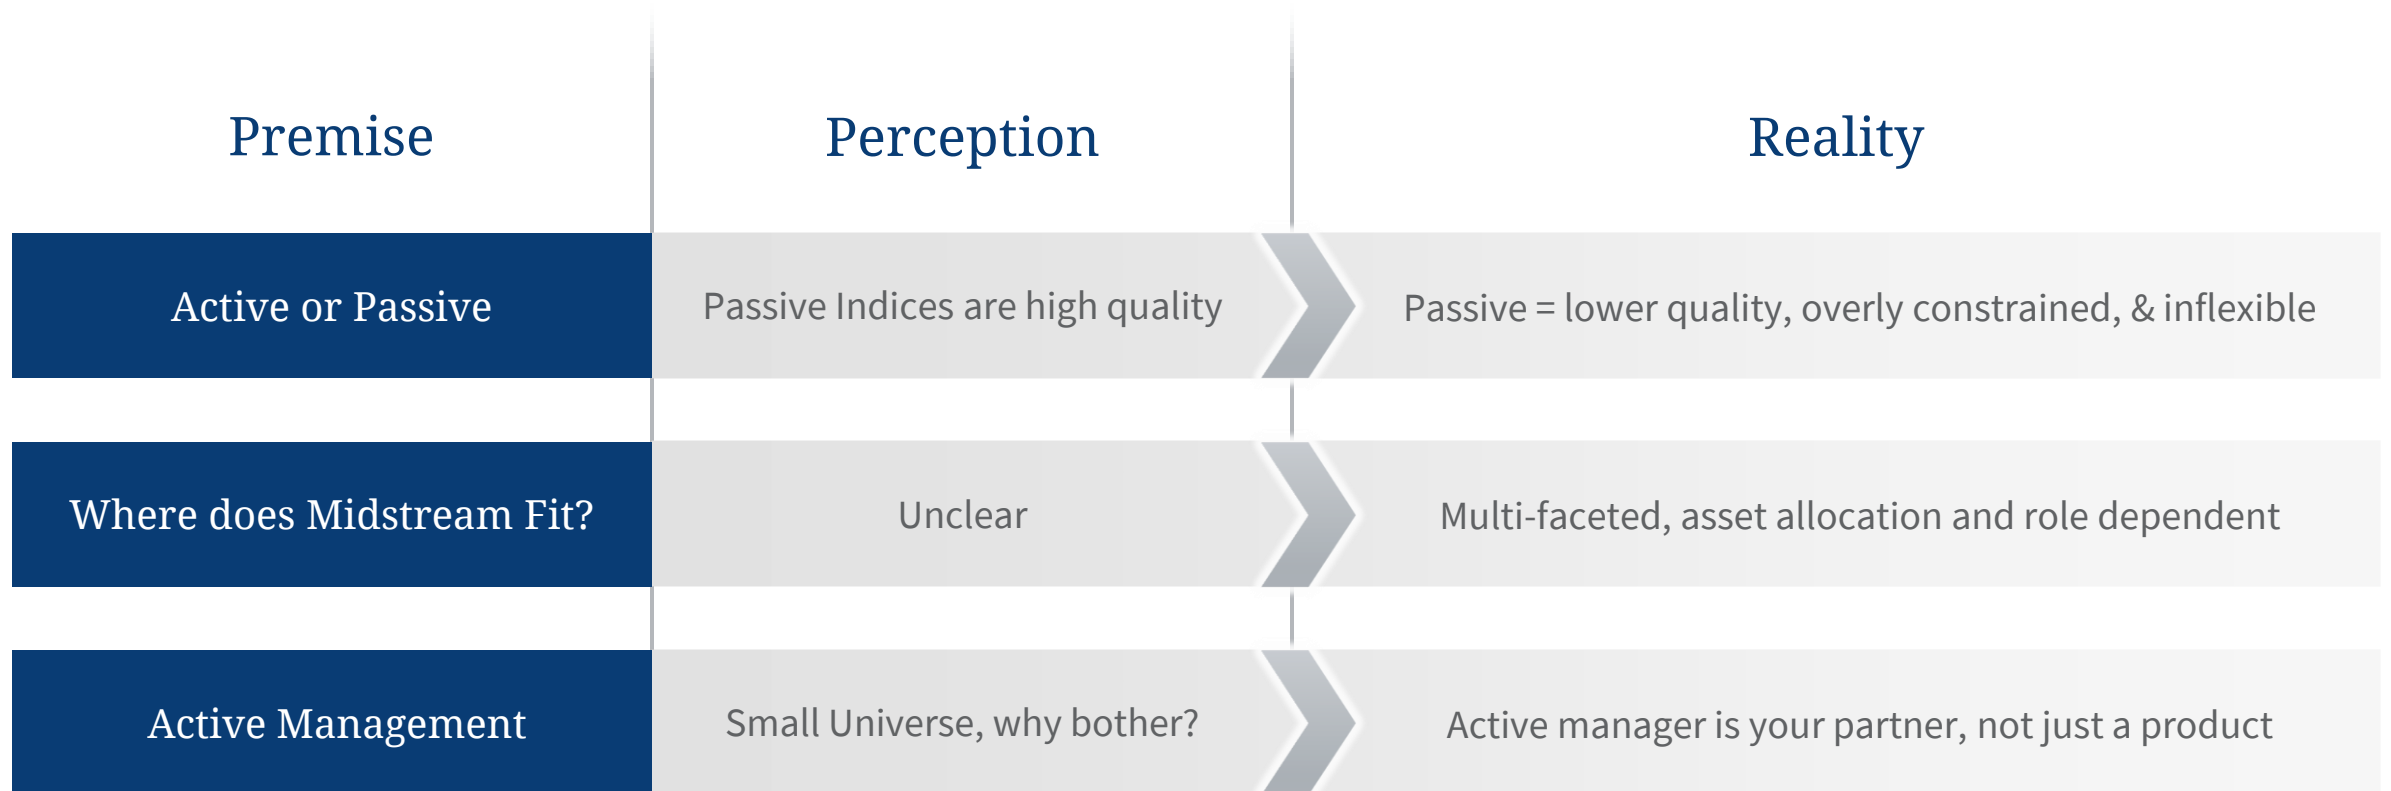 Premise
Perception
Reality
Active or Passive
Passive Indices are high quality
Passive = lower quality, overly constrained, & inflexible
Where does Midstream Fit?
Unclear
Multi-faceted, asset allocation and role dependent
Active Management
Small Universe, why bother?
Active manager is your partner, not just a product